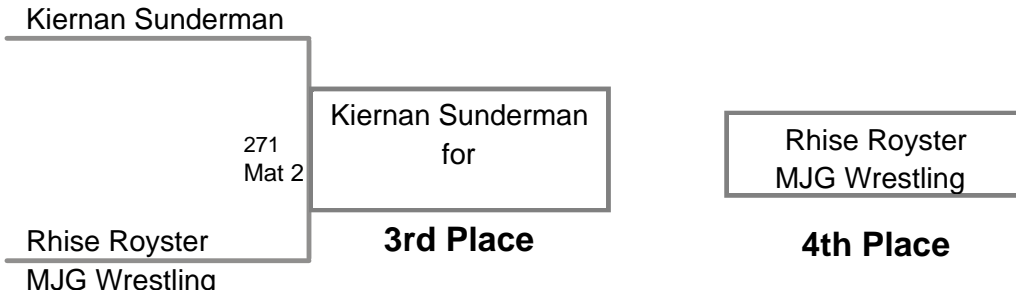 Kiernan Sunderman
271
Mat 2
Kiernan Sunderman
for
3rd Place
Rhise Royster
MJG Wrestling
4th Place
Rhise Royster
MJG Wrestling